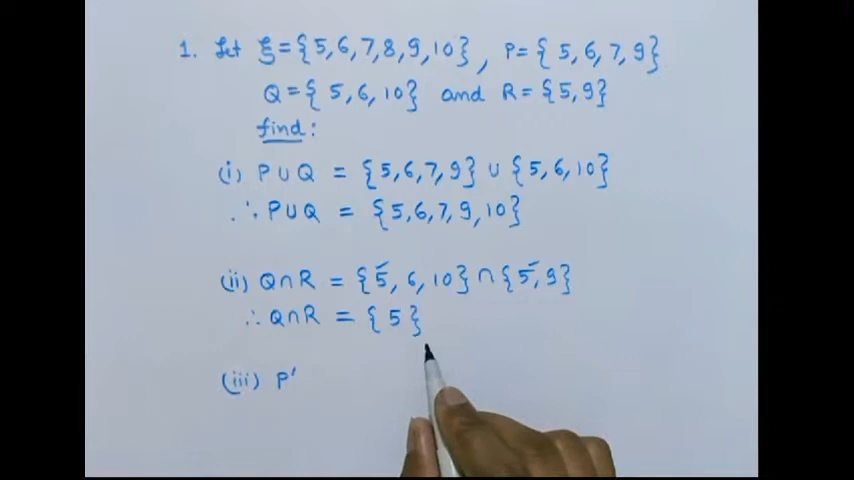 1. Let ξ = {5,6,7,8,9,10}, P = {5,6,7,9}
Q = {5,6,10} and R = {5,9}
find:
(i) P∪Q = {5,6,7,9} ∪ {5,6,10}
∴ P∪Q = {5,6,7,9,10}
(ii) Q∩R = {5,6,10} ∩ {5,9}
∴ Q∩R = {5}
(iii) P'